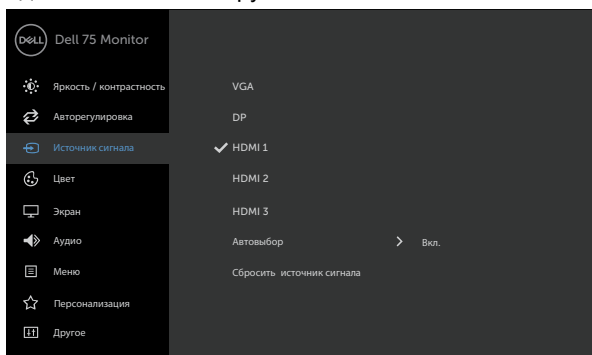 DELL Dell 75 Monitor
Яркость / контрастность
VGA
Авторегулировка
DP
Источник сигнала
HDMI 1
Цвет
HDMI 2
Экран
HDMI 3
Аудио
Автовыбор
Вкл.
Меню
Сбросить источник сигнала
Персонализация
Другое